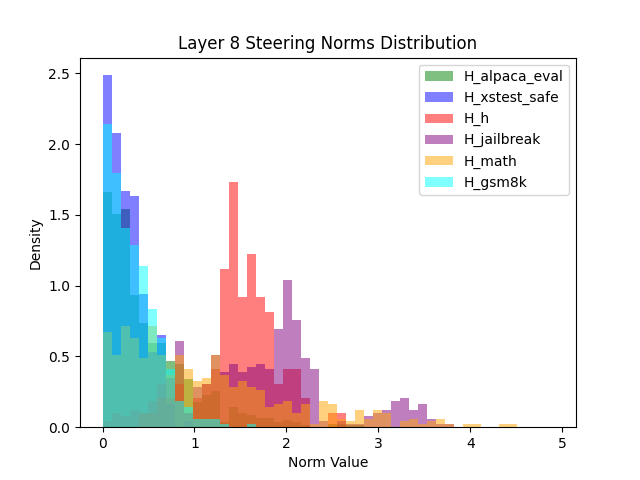 Layer 8 Steering Norms Distribution
H_alpaca_eval
H_xstest_safe
H_h
H_jailbreak
H_math
H_gsm8k
Density
2.5
2.0
1.5
1.0
0.5
0.0
0
1
2
3
4
5
Norm Value